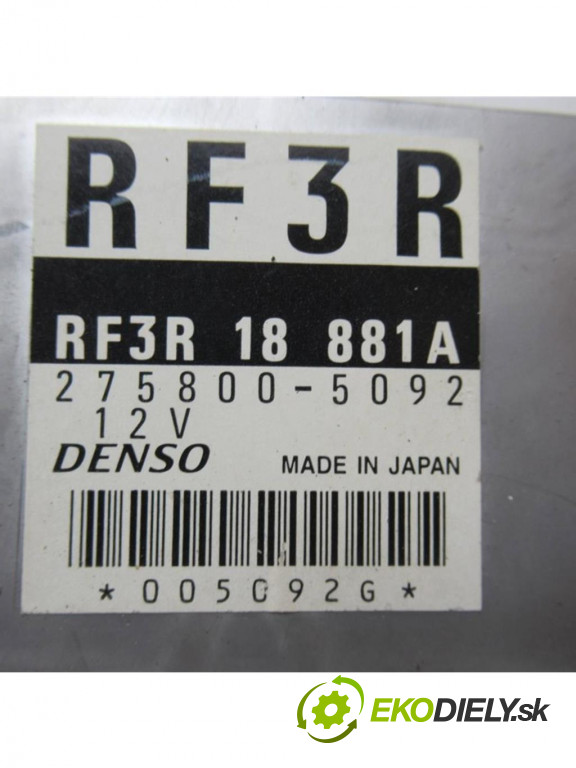 RF3R
RF3R 18 881A
275800-5092
12V
DENSO MADE IN JAPAN
*005092G*
EKODIELY.sk